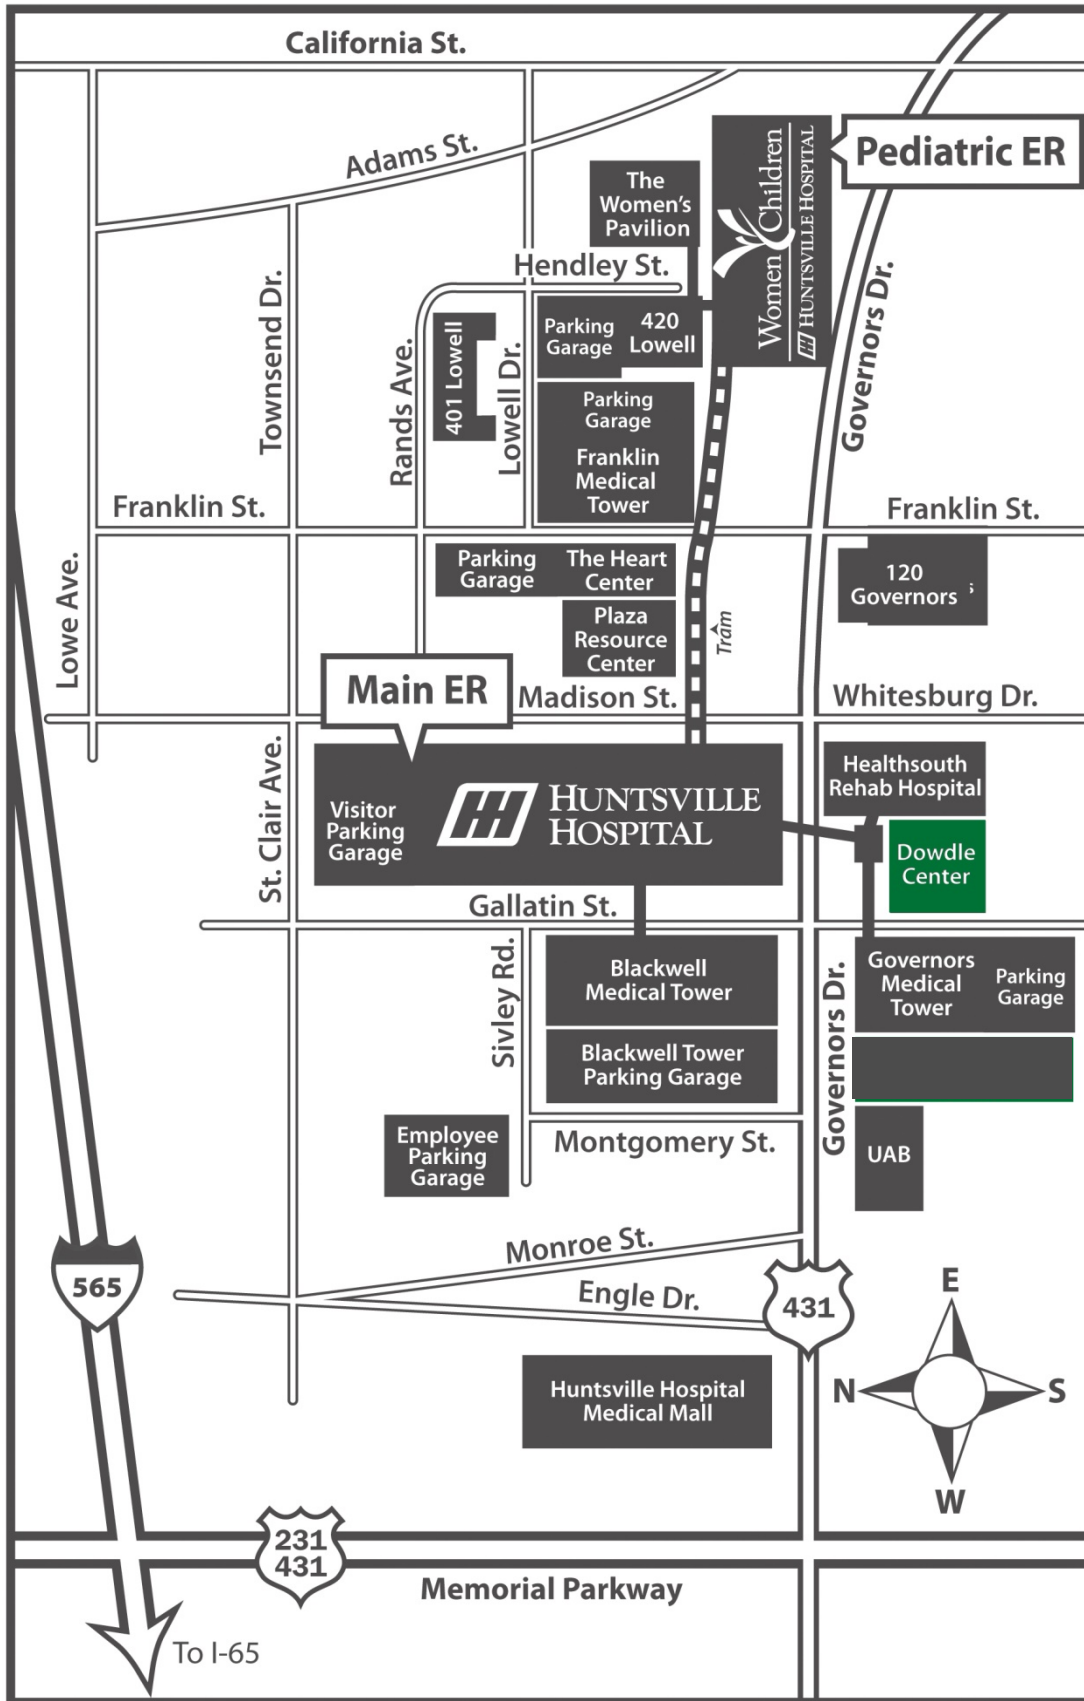 California St.
Adams St.
Pediatric ER
The
Women's
Pavilion
Women Children
HUNTSVILLE HOSPITAL
Hendley St.
Townsend Dr.
Rands Ave.
401 Lowell
Lowell Dr.
Parking
Garage
420
Lowell
Governors Dr.
Parking
Garage
Franklin
Medical
Tower
Franklin St.
Franklin St.
Lowe Ave.
Parking
Garage
The Heart
Center
120
Governors
Plaza
Resource
Center
Tram
Main ER
Madison St.
Whitesburg Dr.
St. Clair Ave.
Visitor
Parking
Garage
HUNTSVILLE
HOSPITAL
Healthsouth
Rehab Hospital
Dowdle
Center
Gallatin St.
Sivley Rd.
Blackwell
Medical Tower
Governors Dr.
Governors
Medical
Tower
Parking
Garage
Blackwell Tower
Parking Garage
Employee
Parking
Garage
Montgomery St.
UAB
Monroe St.
Engle Dr.
565
431
E
N
S
W
Huntsville Hospital
Medical Mall
231
431
Memorial Parkway
To I-65